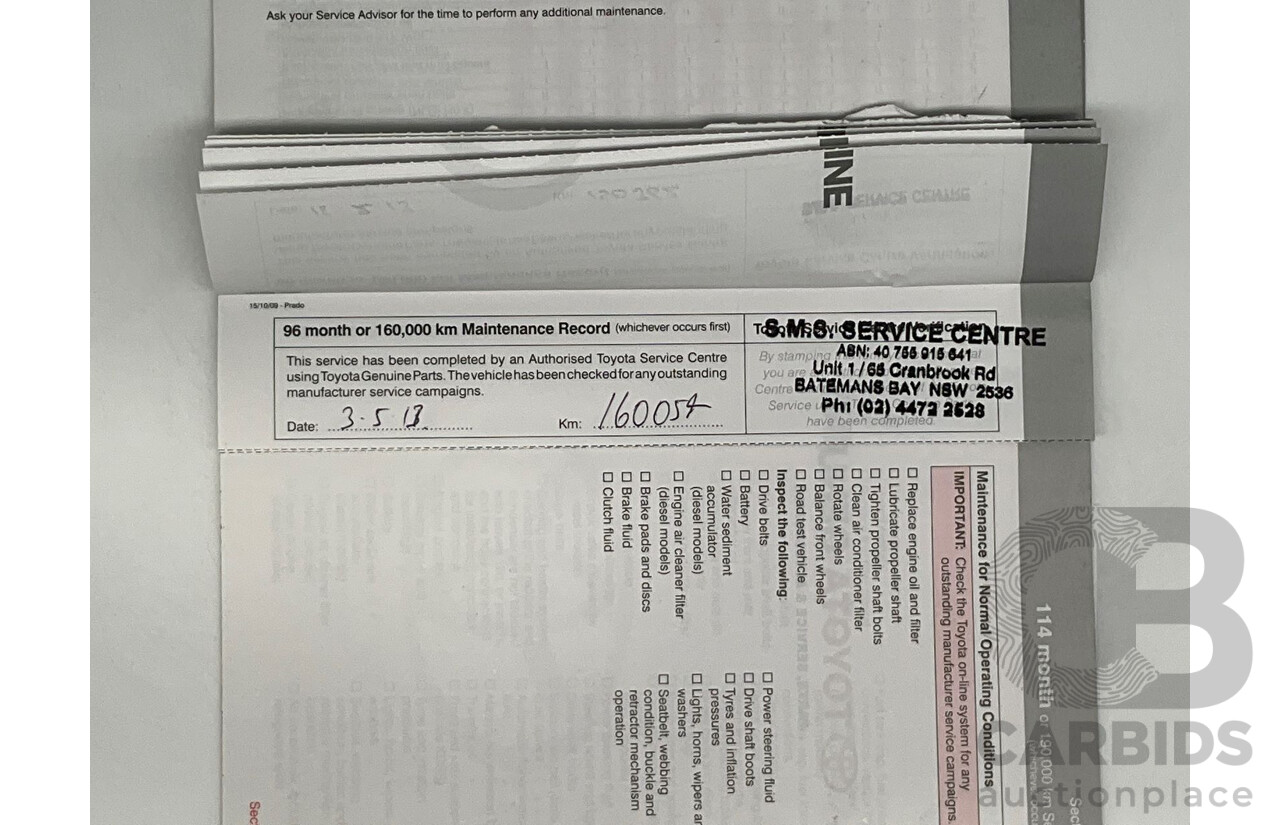 Ask your Service Advisor for the time to perform any additional maintenance.
INE
15/10/09 - Prado
96 month or 160,000 km Maintenance Record (whichever occurs first)
This service has been completed by an Authorised Toyota Service Centre
using Toyota Genuine Parts. The vehicle has been checked for any outstanding
manufacturer service campaigns.
Date: 3.5 13
Km: 160054
By stamping
you are
Centre
Service
have been completed.
S.M.S. SERVICE CENTRE
ABN: 40 755 915 641
Unit 1 / 65 Cranbrook Rd
BATEMANS BAY NSW 2536
Ph: (02) 4472 2528
114 month or 190,000 km
Maintenance for Normal Operating Conditions
IMPORTANT: Check the Toyota on-line system for any
outstanding manufacturer service campaigns.
☐ Replace engine oil and filter
☐ Lubricate propeller shaft
☐ Tighten propeller shaft bolts
☐ Clean air conditioner filter
☐ Rotate wheels
☐ Balance front wheels
☐ Road test vehicle
Inspect the following:
☐ Drive belts
☐ Battery
☐ Water sediment
accumulator
(diesel models)
☐ Engine air cleaner filter
(diesel models)
☐ Brake pads and discs
☐ Brake fluid
☐ Clutch fluid
☐ Power steering fluid
☐ Drive shaft boots
☐ Tyres and inflation
pressures
☐ Lights, horns, wipers
washers
☐ Seatbelt, webbing
condition, buckle and
retractor mechanism
operation
CARBIDS
auctionplace